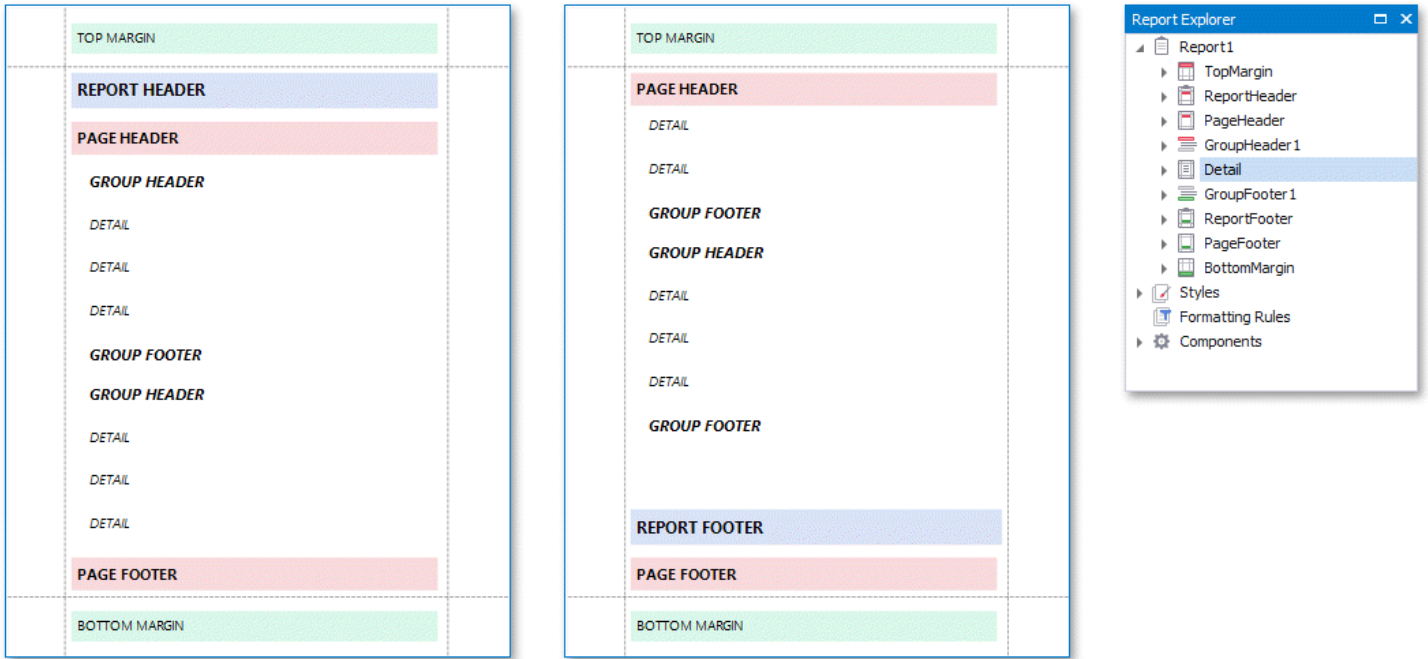 TOP MARGIN
REPORT HEADER
PAGE HEADER
GROUP HEADER
DETAIL
DETAIL
DETAIL
GROUP FOOTER
GROUP HEADER
DETAIL
DETAIL
DETAIL
PAGE FOOTER
BOTTOM MARGIN
TOP MARGIN
PAGE HEADER
DETAIL
DETAIL
GROUP FOOTER
GROUP HEADER
DETAIL
DETAIL
DETAIL
GROUP FOOTER
REPORT FOOTER
PAGE FOOTER
BOTTOM MARGIN
Report Explorer
Report1
TopMargin
ReportHeader
PageHeader
GroupHeader1
Detail
GroupFooter1
ReportFooter
PageFooter
BottomMargin
Styles
Formatting Rules
Components